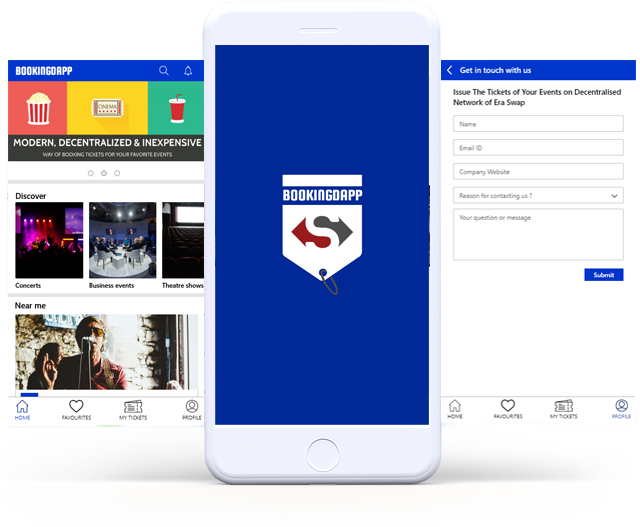 BOOKINGDAPP
CINEMA
MODERN, DECENTRALIZED & INEXPENSIVE
WAY OF BOOKING TICKETS FOR YOUR FAVORITE EVENTS
Discover
Concerts
Business events
Theatre shows
Near me
HOME
FAVOURITES
MY TICKETS
PROFILE
BOOKINGDAPP
S
Get in touch with us
Issue The Tickets of Your Events on Decentralised
Network of Era Swap
Name
Email ID
Company Website
Reason for contacting us ?
Your question or message
Submit
HOME
FAVOURITES
MY TICKETS
PROFILE